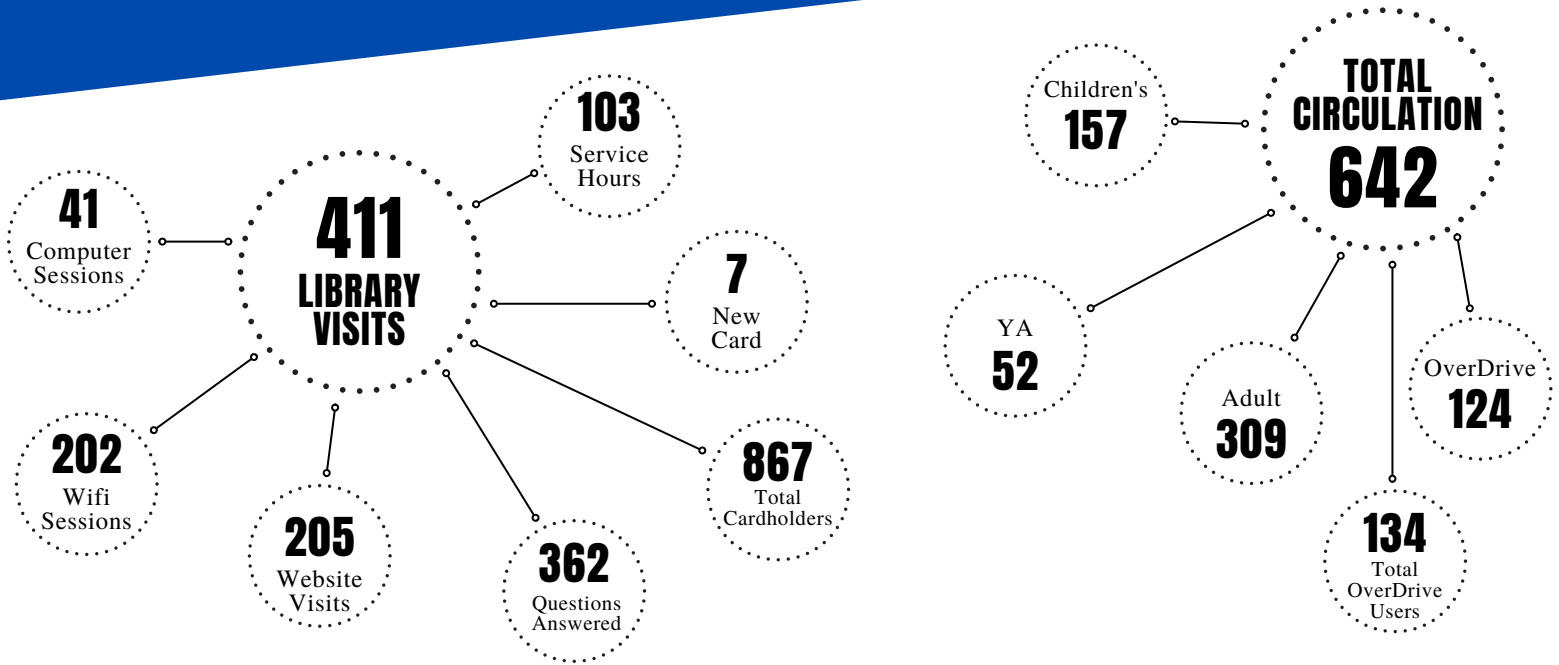 103
Service
Hours
41
Computer
Sessions
411
LIBRARY
VISITS
7
New
Card
202
Wifi
Sessions
205
Website
Visits
362
Questions
Answered
867
Total
Cardholders
TOTAL
CIRCULATION
642
Children's
157
YA
52
Adult
309
OverDrive
124
134
Total
OverDrive
Users